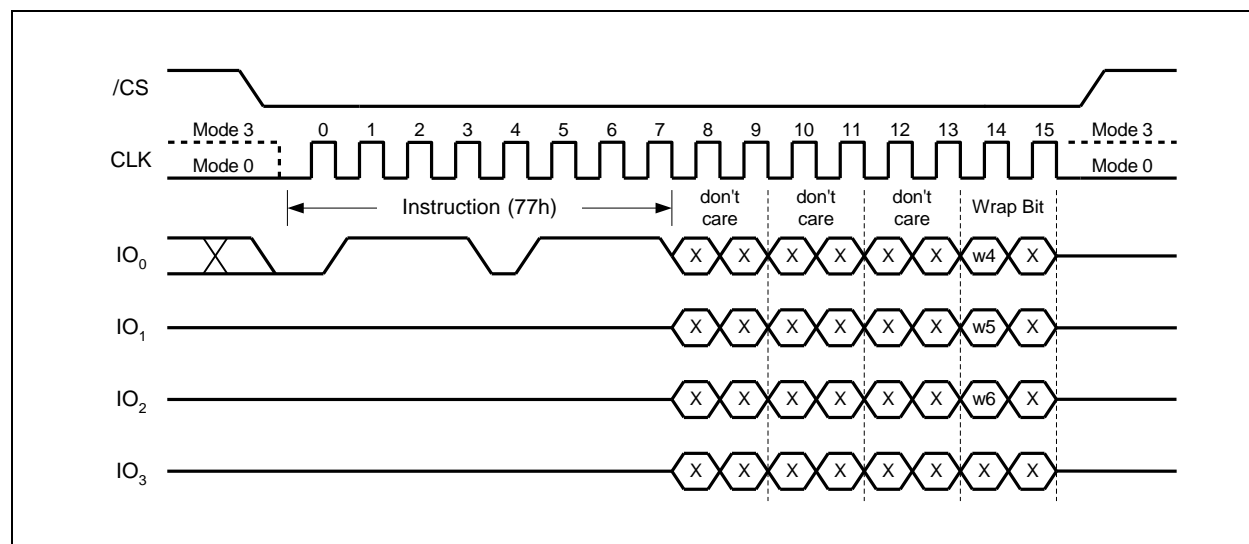 /CS
Mode 3 0 1 2 3 4 5 6 7 8 9 10 11 12 13 14 15 Mode 3
CLK
Mode 0 Mode 0
Instruction (77h) don't care don't care don't care Wrap Bit
IO0 X X X X X X w4 X
IO1 X X X X X X w5 X
IO2 X X X X X X w6 X
IO3 X X X X X X X X